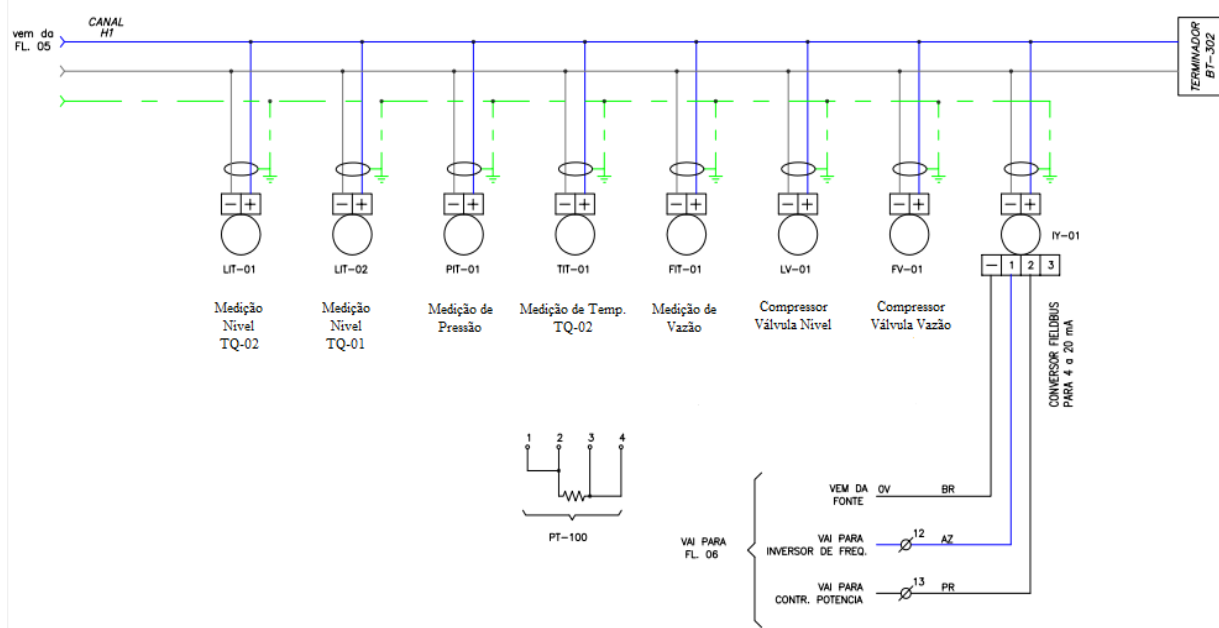 CANAL
H1
vem da
FL. 05
TERMINADOR
BT-302
- +
- +
- +
- +
- +
- +
- +
- +
LIT-01
LIT-02
PIT-01
TIT-01
FIT-01
LV-01
FV-01
IY-01
- 1 2 3
Medição
Nivel
TQ-02
Medição
Nivel
TQ-01
Medição de
Pressão
Medição de Temp.
TQ-02
Medição de
Vazão
Compressor
Válvula Nivel
Compressor
Válvula Vazão
CONVERSOR FIELDBUS
PARA 4 a 20 mA
1 2 3 4
PT-100
VAI PARA
FL. 06
VEM DA
FONTE
0V
BR
VAI PARA
INVERSOR DE FREQ.
12
AZ
VAI PARA
CONTR. POTENCIA
13
PR